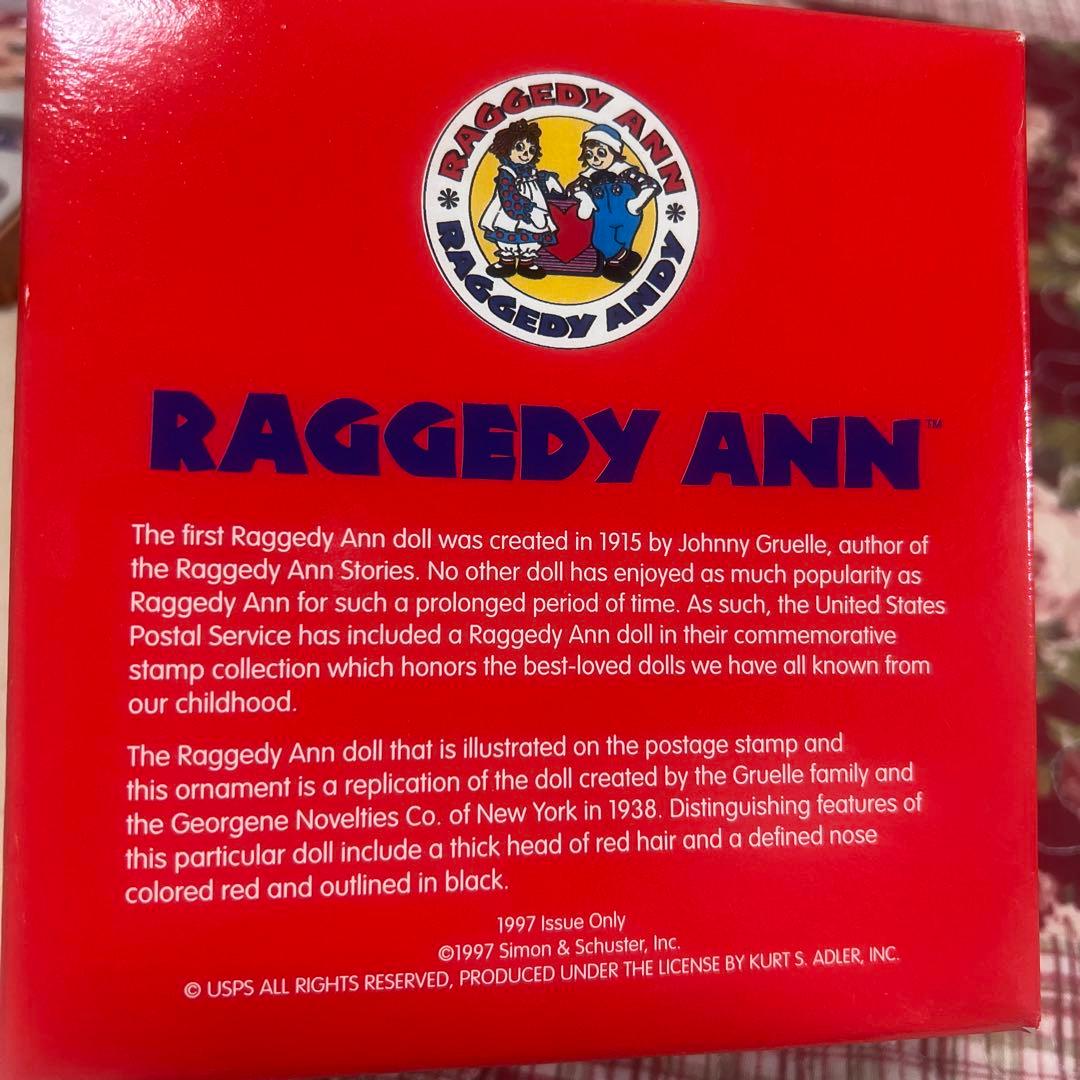 RAGGEDY ANN
RAGGEDY ANDY
RAGGEDY ANN™
The first Raggedy Ann doll was created in 1915 by Johnny Gruelle, author of
the Raggedy Ann Stories. No other doll has enjoyed as much popularity as
Raggedy Ann for such a prolonged period of time. As such, the United States
Postal Service has included a Raggedy Ann doll in their commemorative
stamp collection which honors the best-loved dolls we have all known from
our childhood.
The Raggedy Ann doll that is illustrated on the postage stamp and
this ornament is a replication of the doll created by the Gruelle family and
the Georgene Novelties Co. of New York in 1938. Distinguishing features of
this particular doll include a thick head of red hair and a defined nose
colored red and outlined in black.
1997 Issue Only
©1997 Simon & Schuster, Inc.
© USPS ALL RIGHTS RESERVED, PRODUCED UNDER THE LICENSE BY KURT S. ADLER, INC.